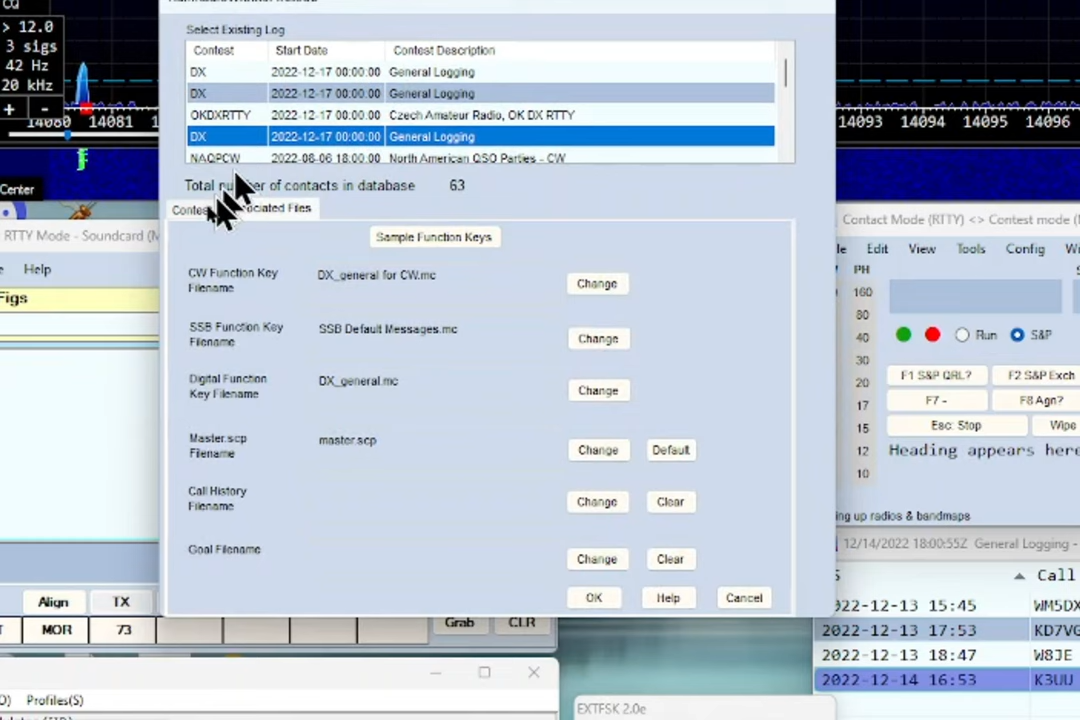 CQ
> 12.0
3 sigs
42 Hz
20 kHz
+ -
14080 14081
14093 14094 14095 14096
Center
Select Existing Log
Contest Start Date Contest Description
DX 2022-12-17 00:00:00 General Logging
DX 2022-12-17 00:00:00 General Logging
OKDXRTTY 2022-12-17 00:00:00 Czech Amateur Radio, OK DX RTTY
DX 2022-12-17 00:00:00 General Logging
NAQPCW 2022-08-06 18:00:00 North American QSO Parties - CW
Total number of contacts in database 63
Sample Function Keys
CW Function Key
Filename
DX_general for CW.mc
Change
SSB Function Key
Filename
SSB Default Messages.mc
Change
Digital Function
Key Filename
DX_general.mc
Change
Master.scp
Filename
master.scp
Change Default
Call History
Filename
Change Clear
Goal Filename
Change Clear
OK Help Cancel
RTTY Mode - Soundcard (M
Help
Figs
Align TX
MOR 73
Grab CLR
Profiles(S)
EXTFSK 2.0e
Contact Mode (RTTY) <> Contest mode (
Edit View Tools Config
PH
160
80
40
30
20
17
15
12
10
Run S&P
F1 S&P QRL? F2 S&P Exch
F7 - F8 Agn?
Esc: Stop Wipe
Heading appears here
ng up radios & bandmaps
12/14/2022 18:00:55Z General Logging -
Call
022-12-13 15:45 WM5DX
2022-12-13 17:53 KD7VG
2022-12-13 18:47 W8JE
2022-12-14 16:53 K3UU